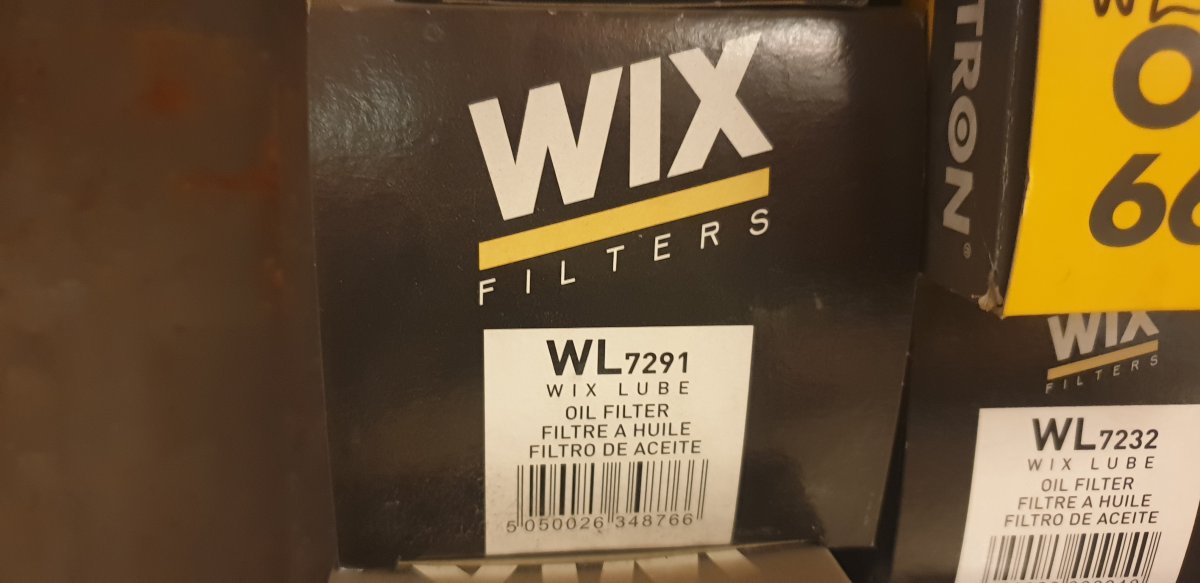 WIX
FILTERS
WL7291
WIX LUBE
OIL FILTER
FILTRE A HUILE
FILTRO DE ACEITE
5 050026 348766
TRON®
WIX
FILTERS
WL7232
WIX LUBE
OIL FILTER
FILTRE A HUILE
FILTRO DE ACEITE